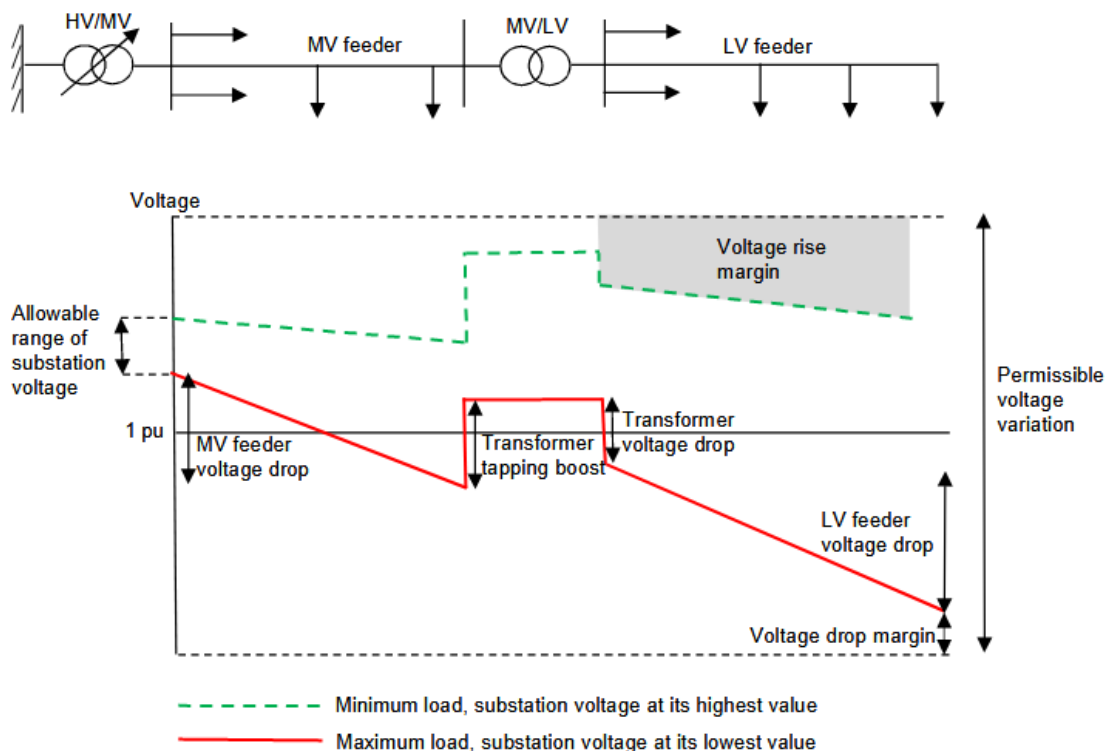 HV/MV
MV feeder
MV/LV
LV feeder
Voltage
Voltage rise
margin
Allowable
range of
substation
voltage
Permissible
voltage
variation
1 pu
MV feeder
voltage drop
Transformer
tapping boost
Transformer
voltage drop
LV feeder
voltage drop
Voltage drop margin
Minimum load, substation voltage at its highest value
Maximum load, substation voltage at its lowest value